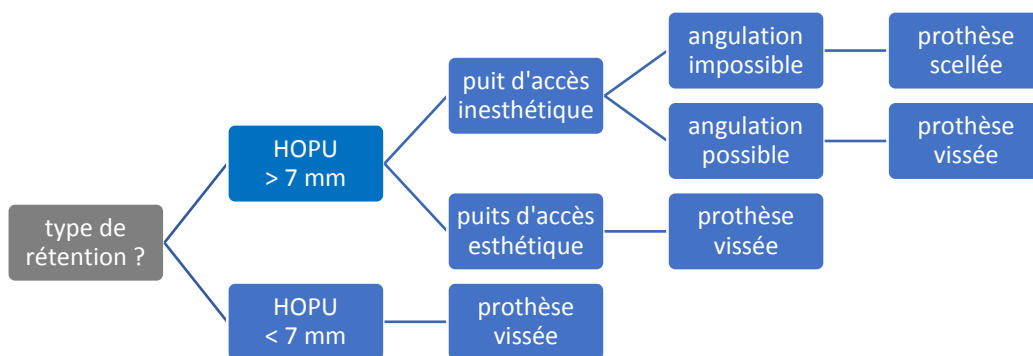 type de
rétention ?
HOPU
> 7 mm
puit d'accès
inesthétique
angulation
impossible
prothèse
scellée
angulation
possible
prothèse
vissée
puits d'accès
esthétique
prothèse
vissée
HOPU
< 7 mm
prothèse
vissée